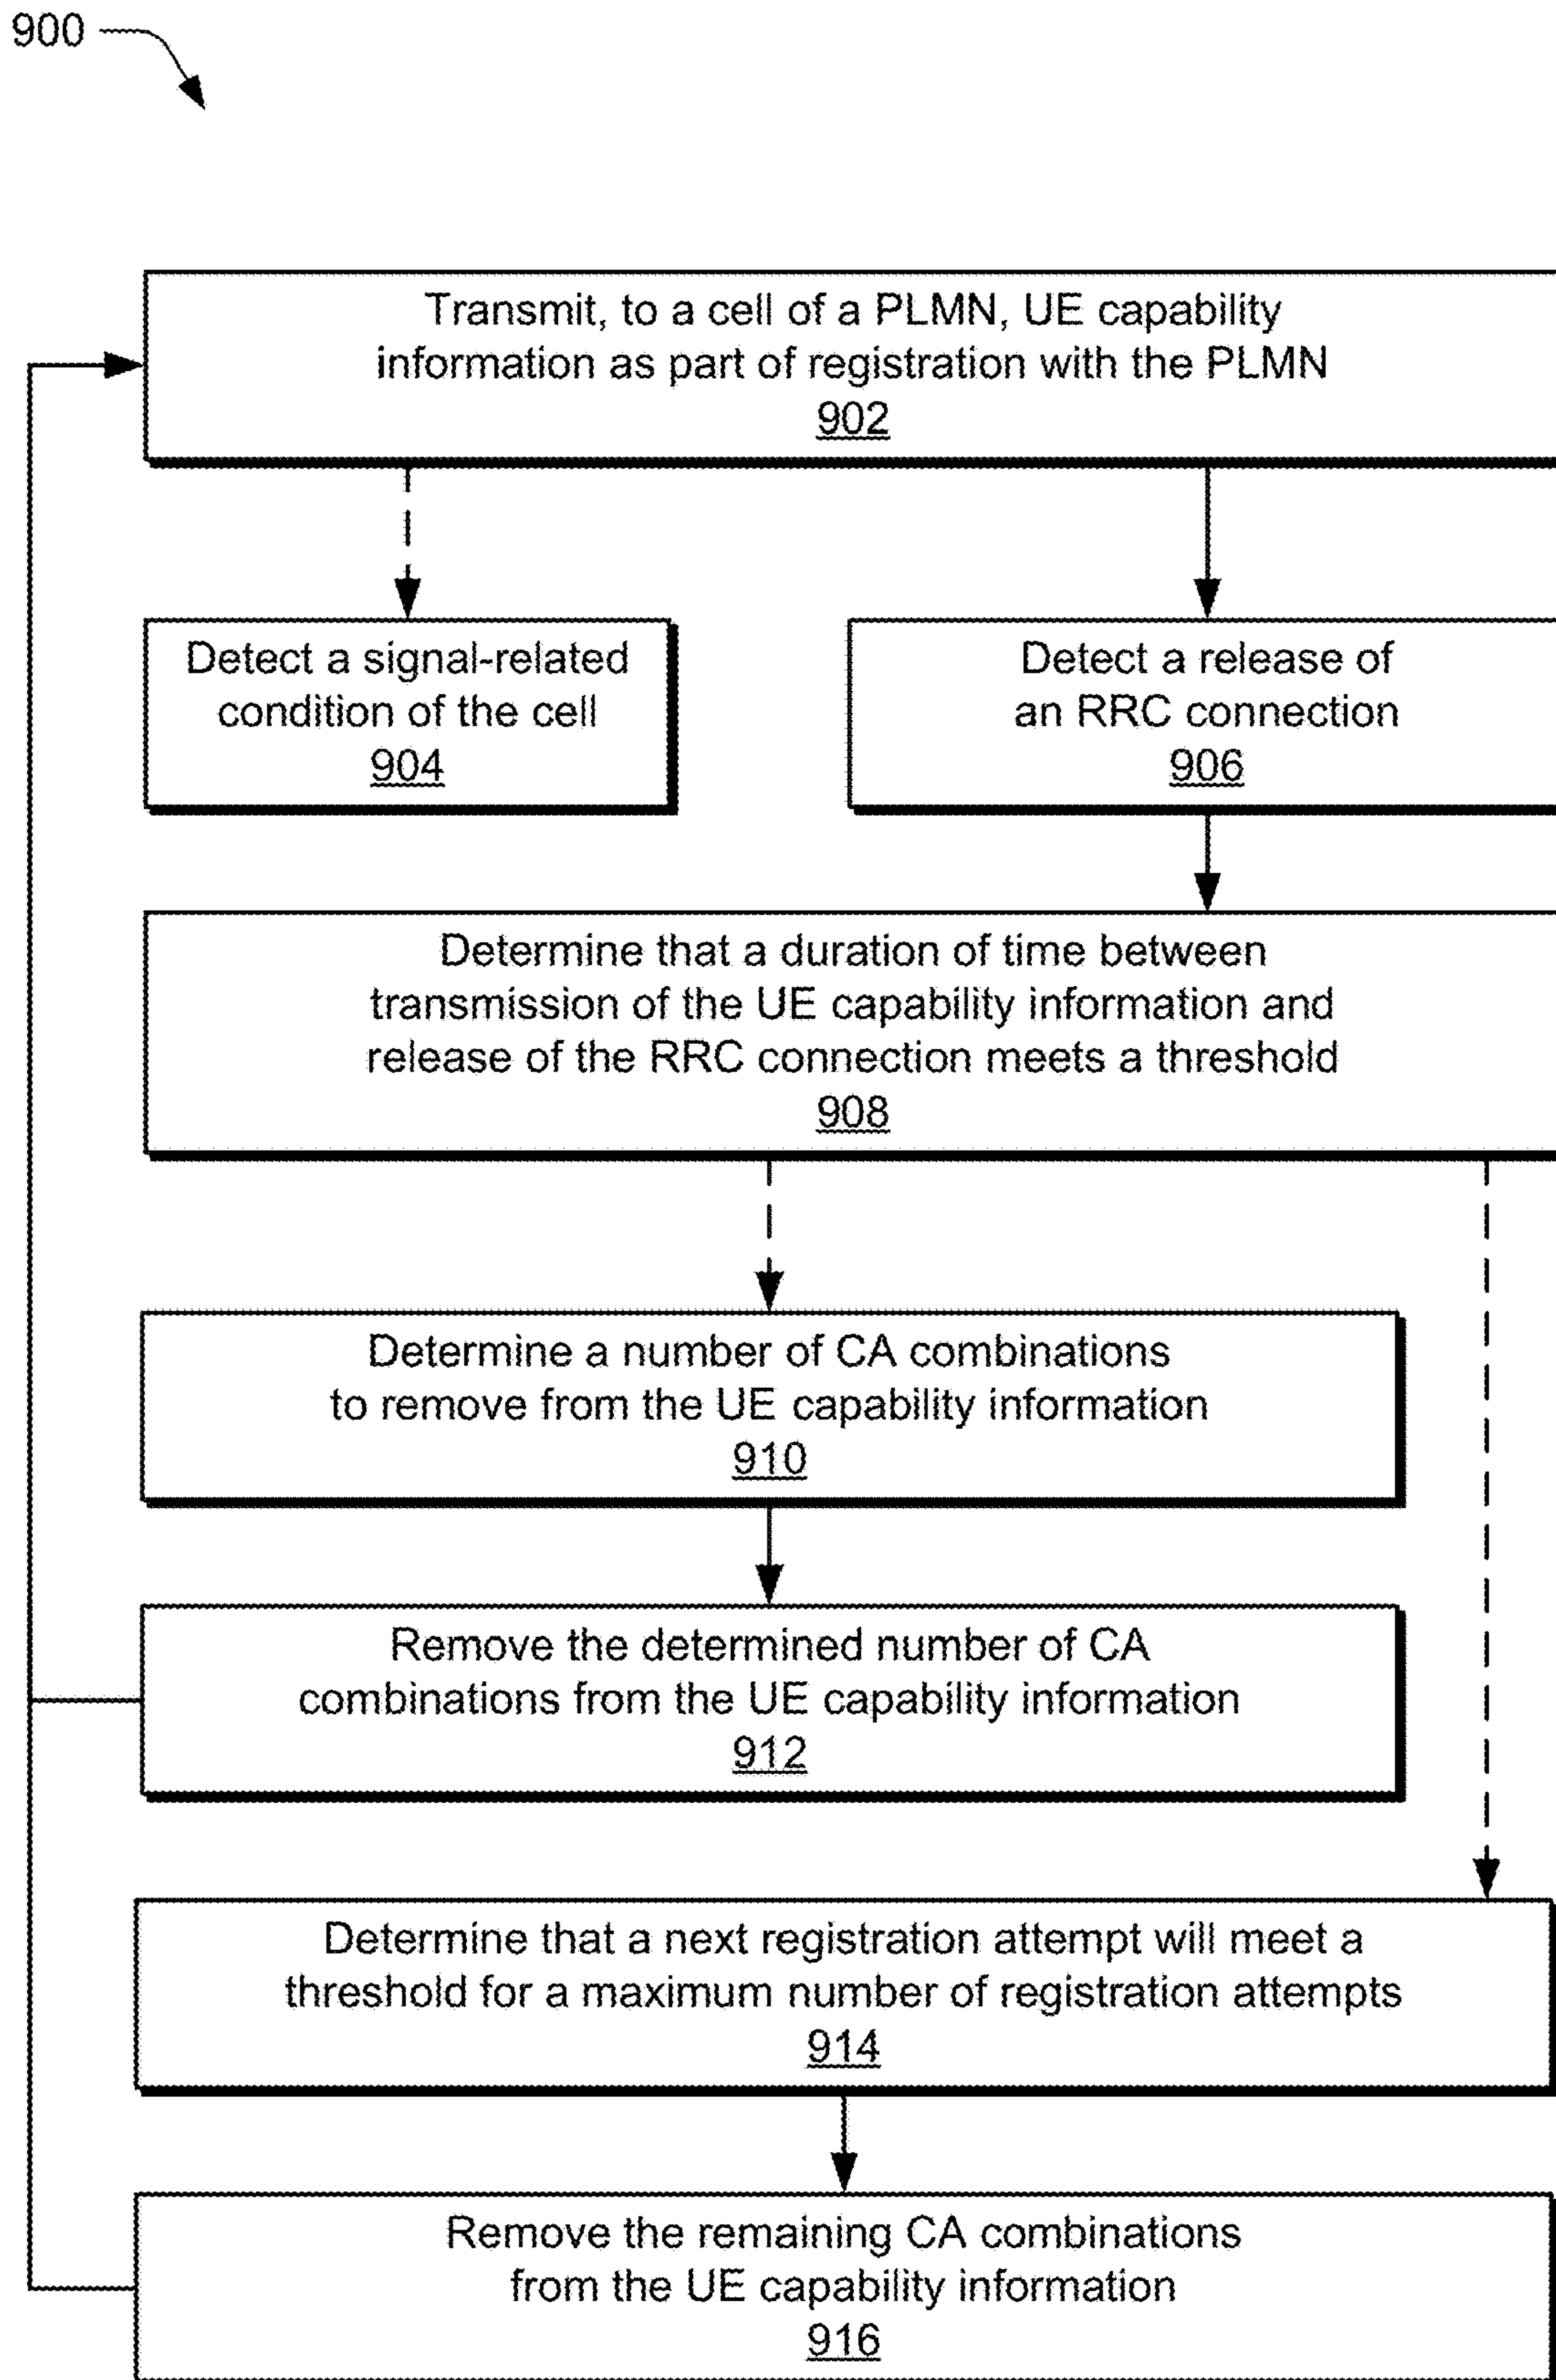 900
Transmit, to a cell of a PLMN, UE capability
information as part of registration with the PLMN
902
Detect a signal-related
condition of the cell
904
Detect a release of
an RRC connection
906
Determine that a duration of time between
transmission of the UE capability information and
release of the RRC connection meets a threshold
908
Determine a number of CA combinations
to remove from the UE capability information
910
Remove the determined number of CA
combinations from the UE capability information
912
Determine that a next registration attempt will meet a
threshold for a maximum number of registration attempts
914
Remove the remaining CA combinations
from the UE capability information
916